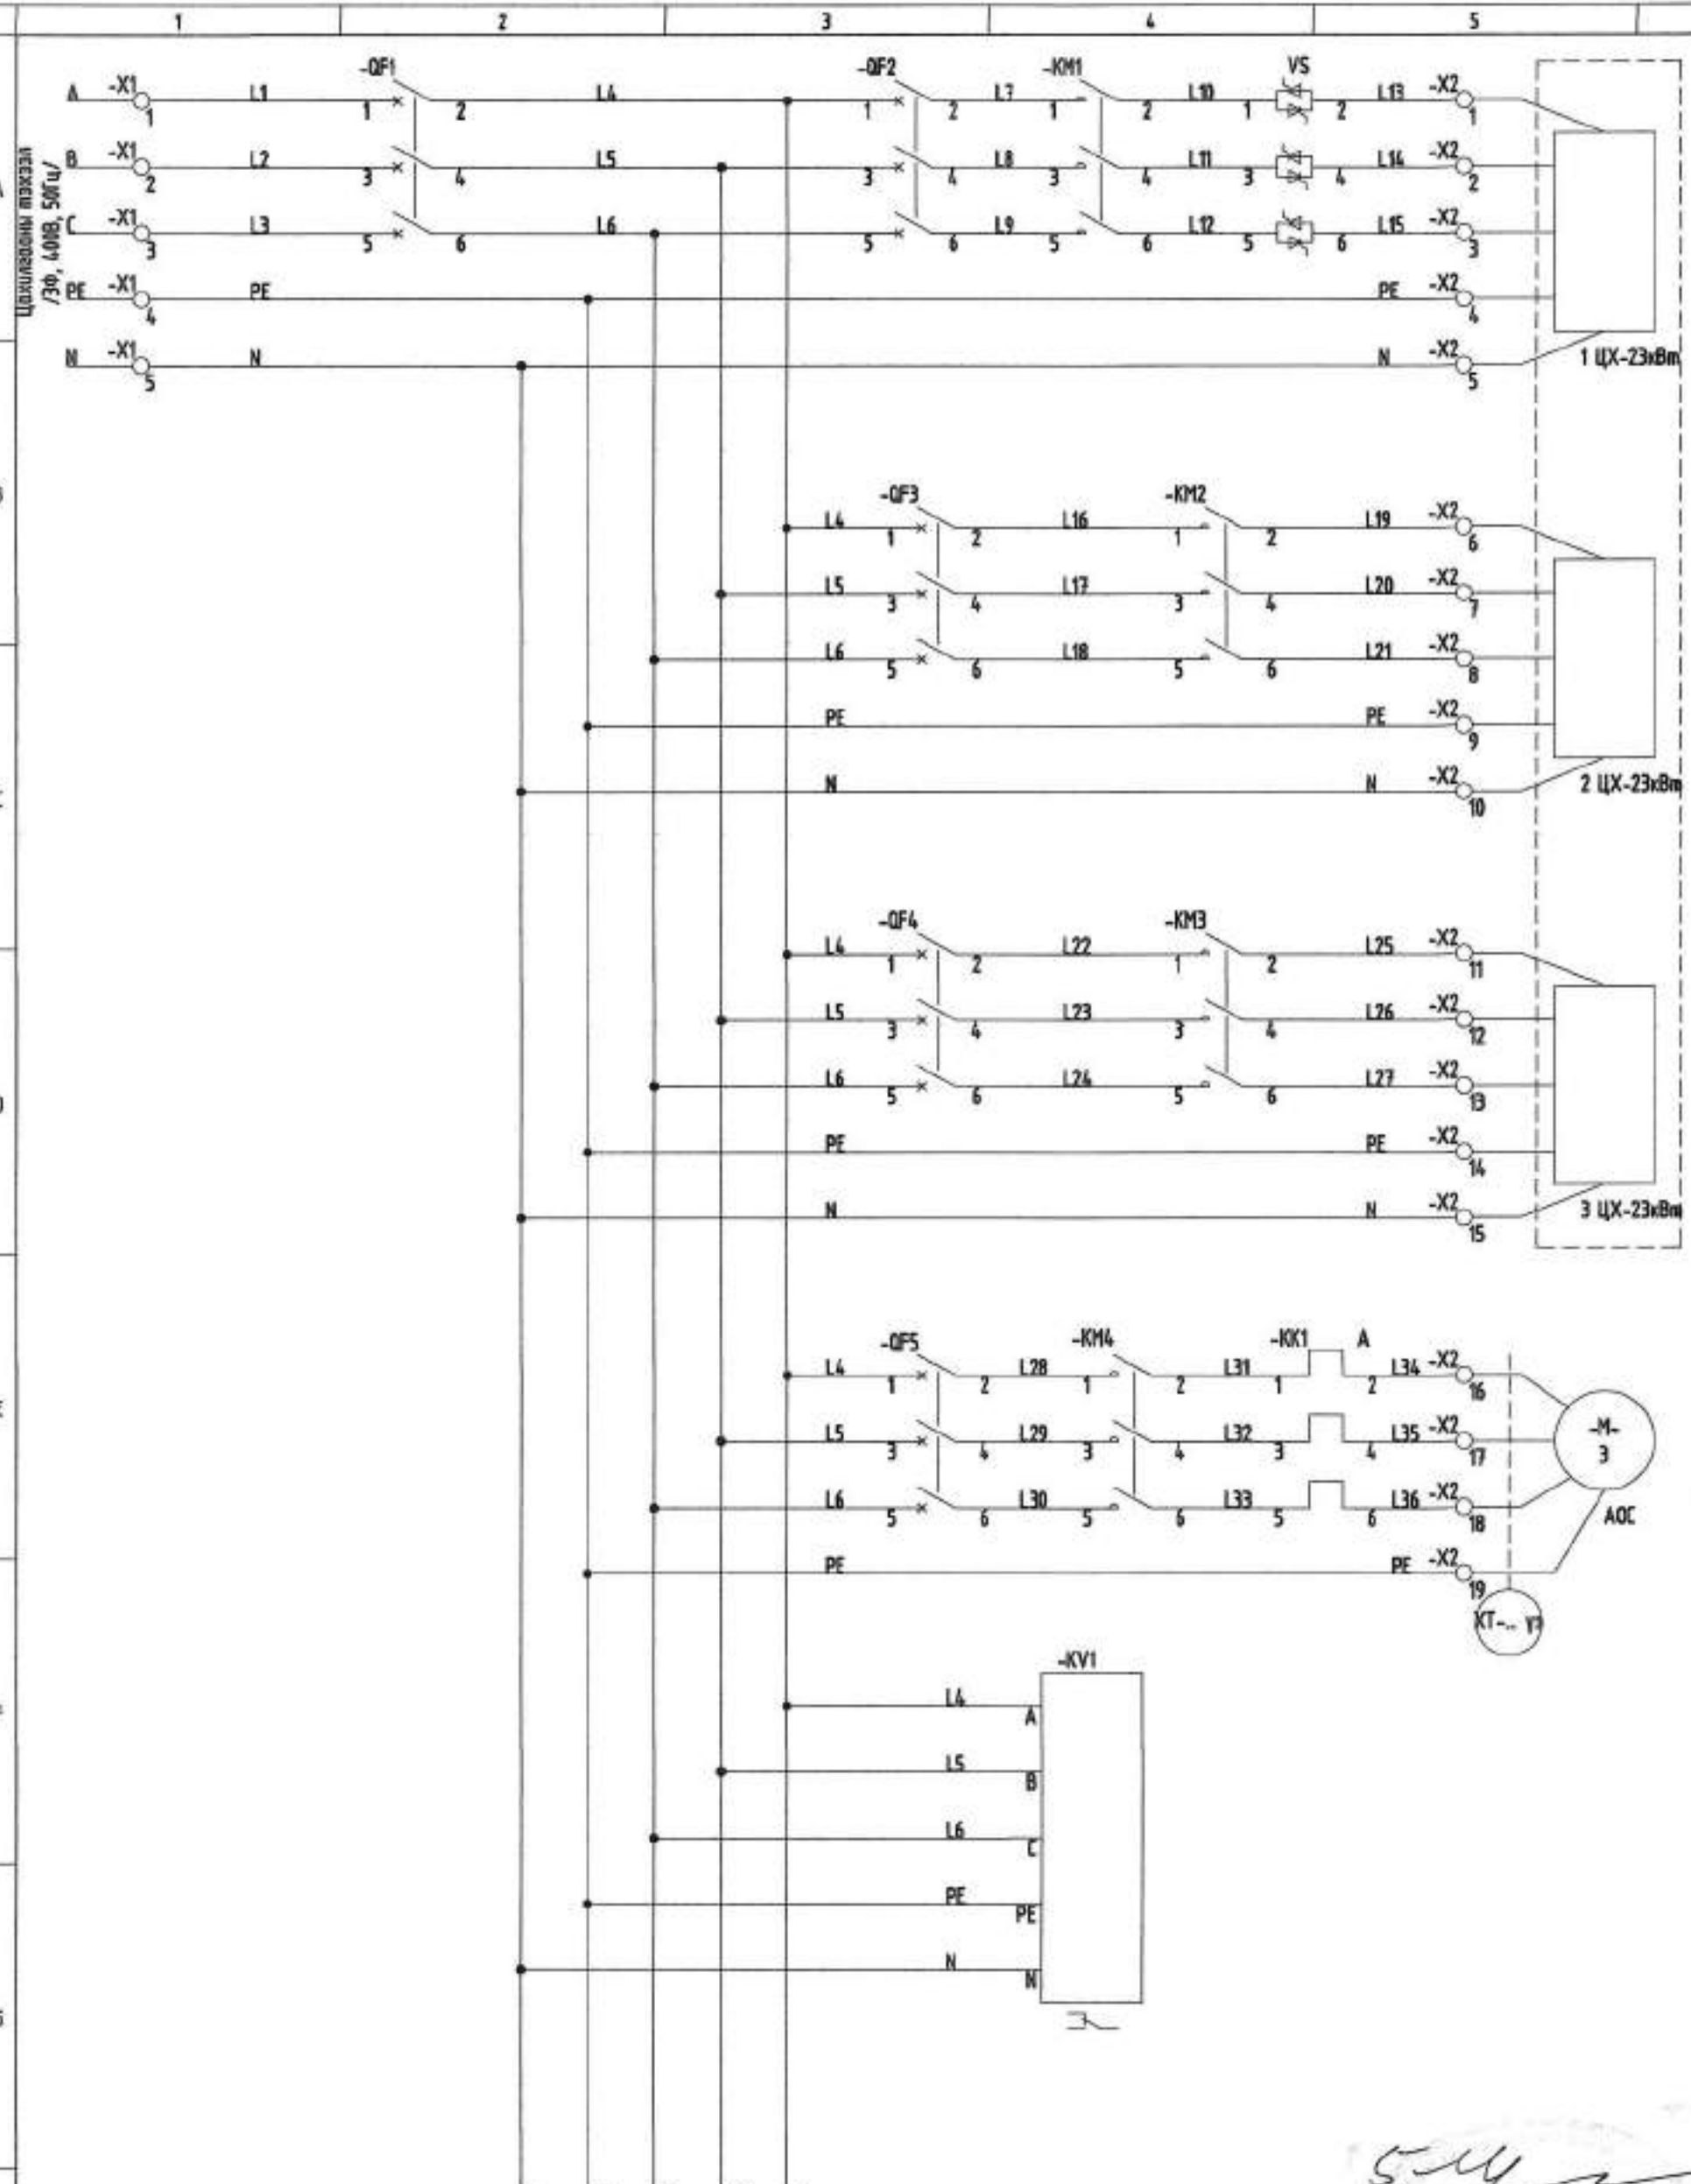 1 2 3 4 5
Цахилгааны тэжээл
/3ф, 400В, 50Гц/
-QF1 -QF2 -KM1 VS
A -X1 1 L1 1 2 L4 1 2 L7 1 2 L10 1 2 L13 -X2 1
B -X1 2 L2 3 4 L5 3 4 L8 3 4 L11 3 4 L14 -X2 2
C -X1 3 L3 5 6 L6 5 6 L9 5 6 L12 5 6 L15 -X2 3
PE -X1 4 PE PE -X2 4
N -X1 5 N N -X2 5
1 ЦХ-23кВт
-QF3 -KM2
L4 1 2 L16 1 2 L19 -X2 6
L5 3 4 L17 3 4 L20 -X2 7
L6 5 6 L18 5 6 L21 -X2 8
PE PE -X2 9
N N -X2 10
2 ЦХ-23кВт
-QF4 -KM3
L4 1 2 L22 1 2 L25 -X2 11
L5 3 4 L23 3 4 L26 -X2 12
L6 5 6 L24 5 6 L27 -X2 13
PE PE -X2 14
N N -X2 15
3 ЦХ-23кВт
-QF5 -KM4 -KK1 A
L4 1 2 L28 1 2 L31 1 2 L34 -X2 16
L5 3 4 L29 3 4 L32 3 4 L35 -X2 17
L6 5 6 L30 5 6 L33 5 6 L36 -X2 18
PE PE -X2 19
-M-
3
АОС
-KV1
L4 A
L5 B
L6 C
PE PE
N N